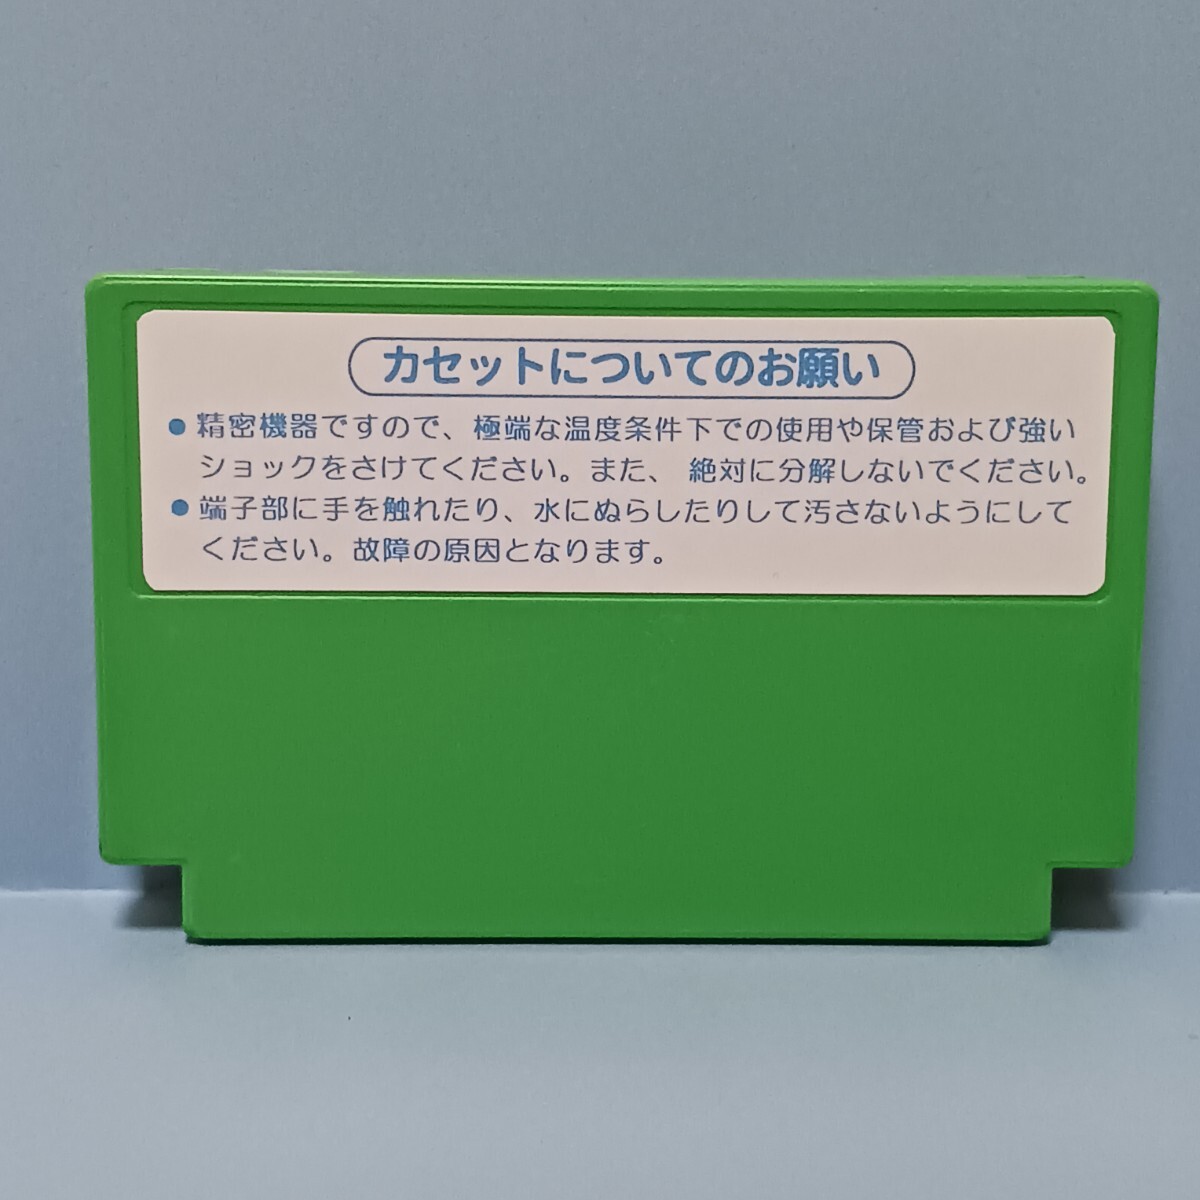 カセットについてのお願い
●精密機器ですので、極端な温度条件下での使用や保管および強い
ショックをさけてください。また、 絶対に分解しないでください。
●端子部に手を触れたり、水にぬらしたりして汚さないようにして
ください。故障の原因となります。